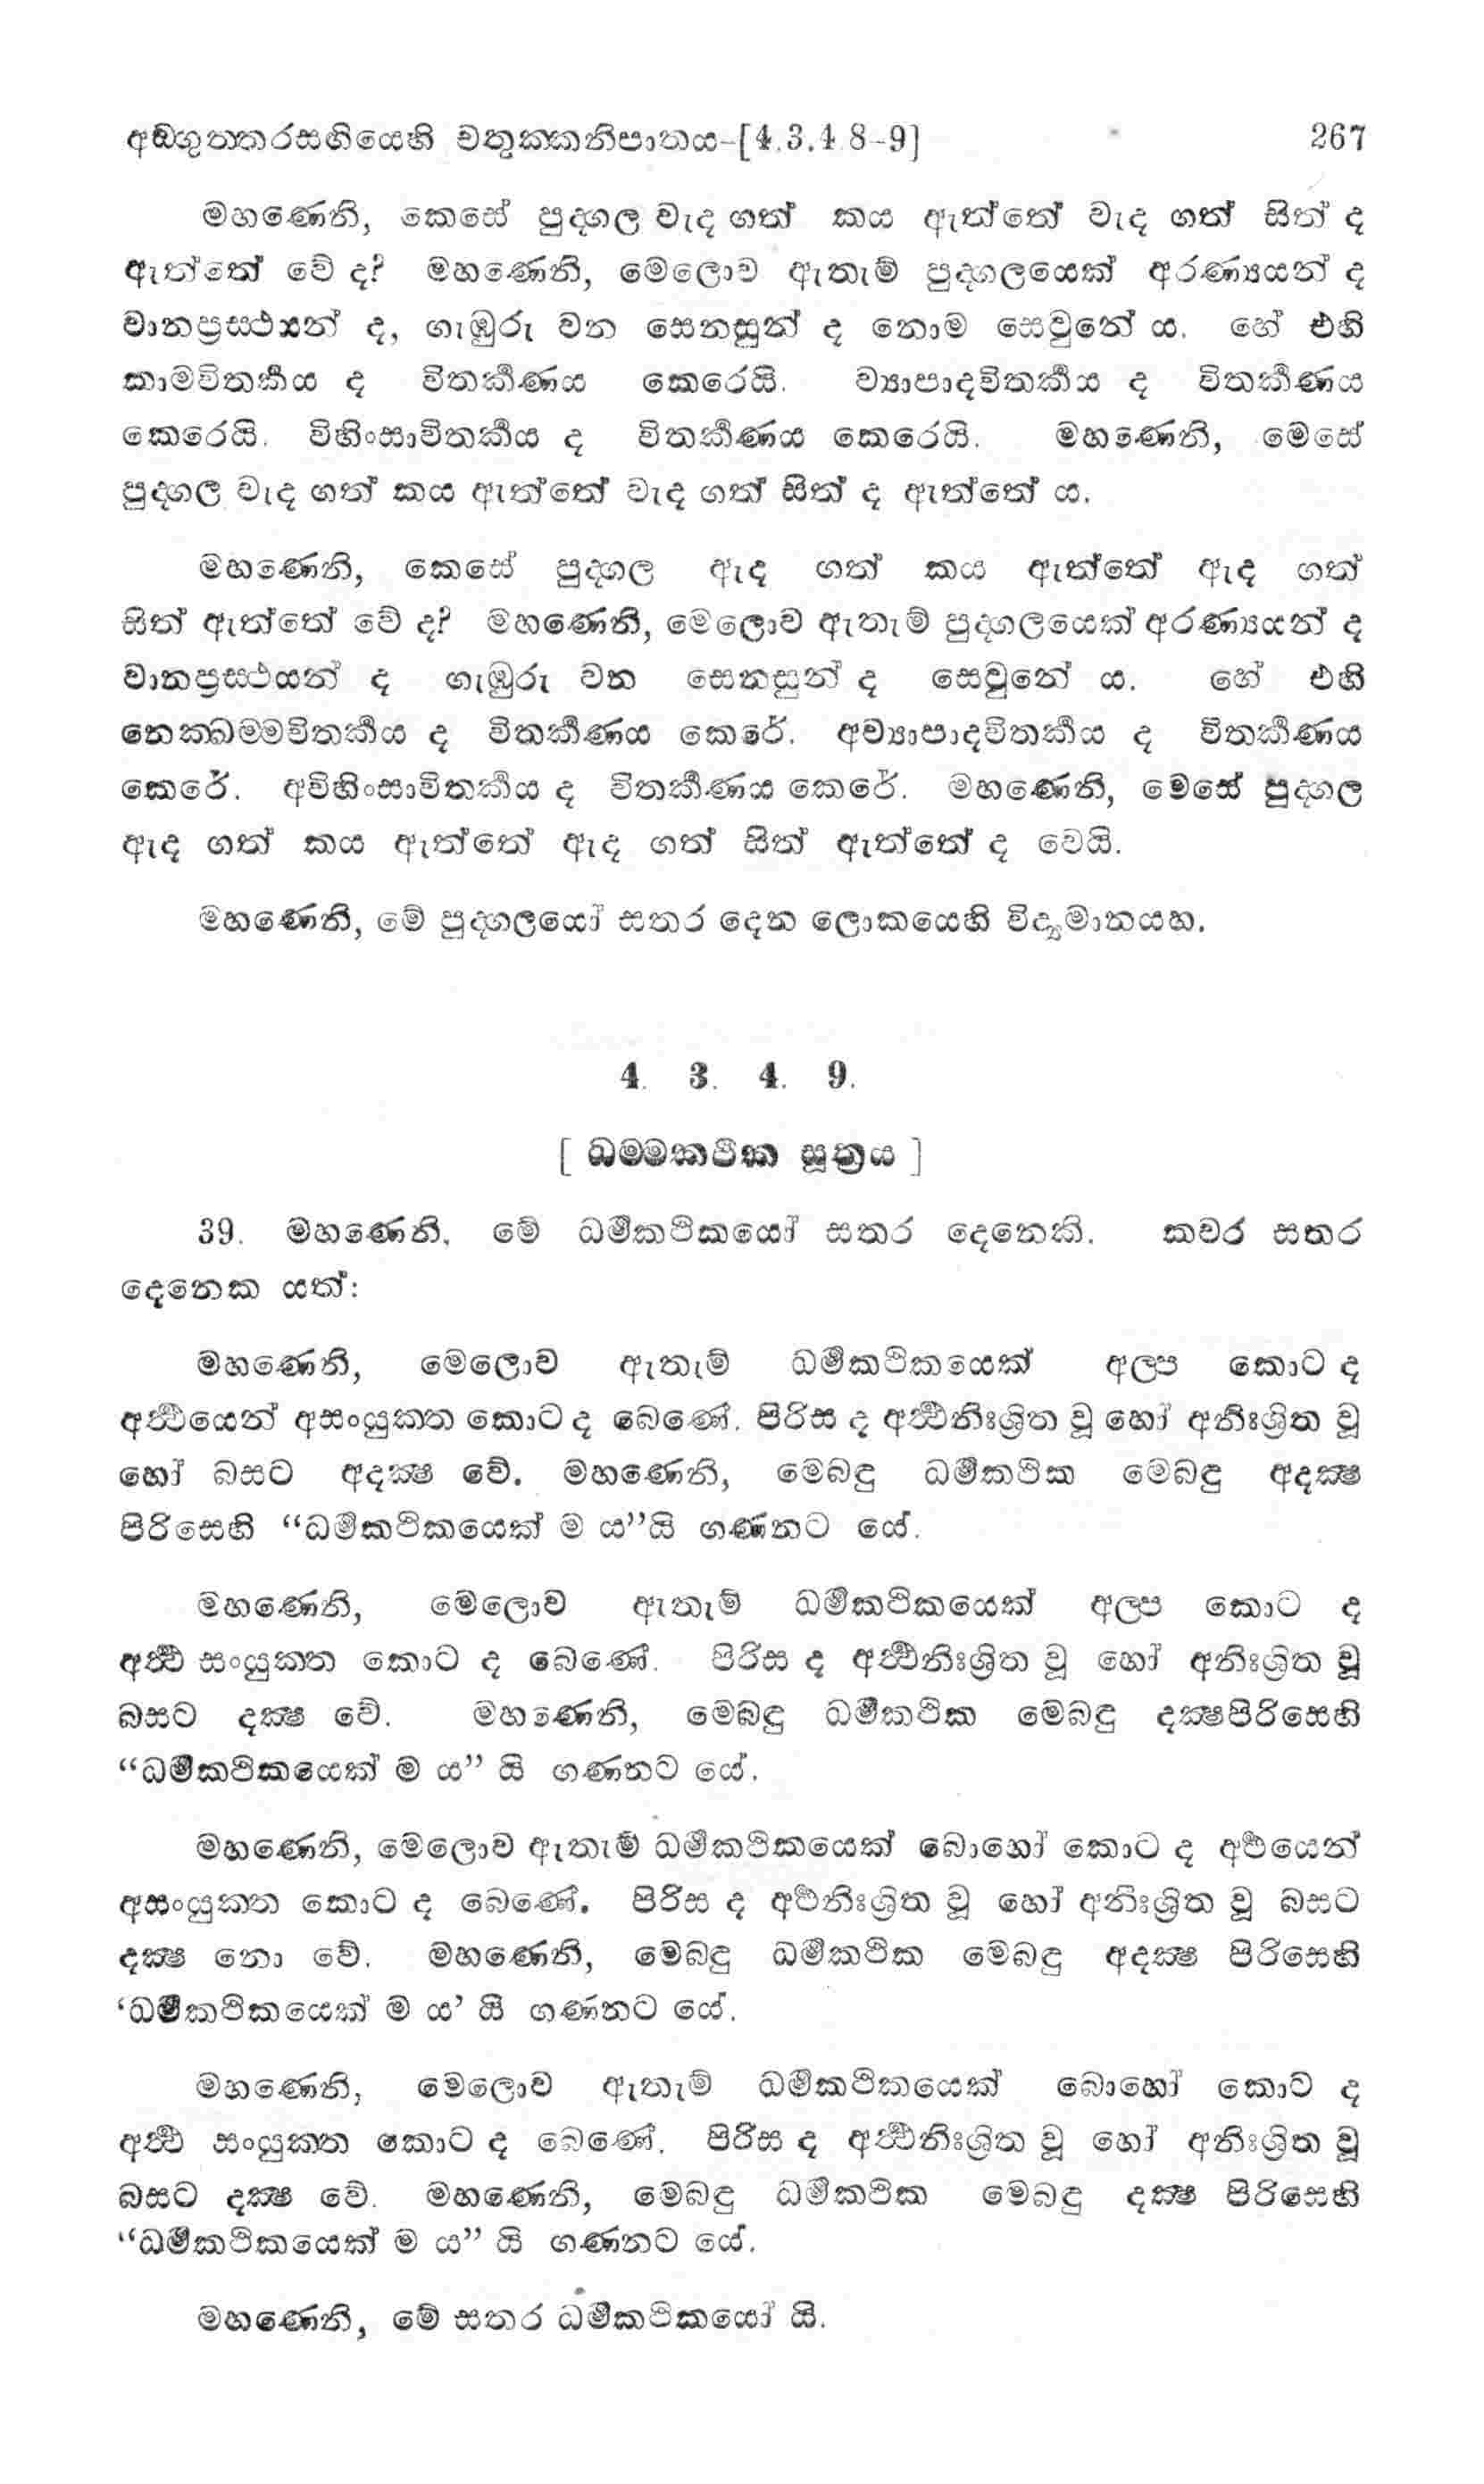 අඞ්ගුත්තරසඟියෙහි චතුක්කනිපාතය-[4.3.4.8-9] 267
මහණෙනි, කෙසේ පුද්ගල වැද ගත් කය ඇත්තේ වැද ගත් සිත් ද
ඇත්තේ වේ ද? මහණෙනි, මෙලොව ඇතැම් පුද්ගලයෙක් අරණ්‍යයන් ද
වානප්‍රස්ථයන් ද, ගැඹුරු වන සෙනසුන් ද නොම සෙවුනේ ය. හේ එහි
කාමවිතර්කය ද විතර්කණය කෙරෙයි. ව්‍යාපාදවිතර්කය ද විතර්කණය
කෙරෙයි. විහිංසාවිතර්කය ද විතර්කණය කෙරෙයි. මහණෙනි, මෙසේ
පුද්ගල වැද ගත් කය ඇත්තේ වැද ගත් සිත් ද ඇත්තේ ය.
මහණෙනි, කෙසේ පුද්ගල ඇද ගත් කය ඇත්තේ ඇද ගත්
සිත් ඇත්තේ වේ ද? මහණෙනි, මෙලොව ඇතැම් පුද්ගලයෙක් අරණ්‍යයන් ද
වානප්‍රස්ථයන් ද ගැඹුරු වන සෙනසුන් ද සෙවුනේ ය. හේ එහි
නෙක්ඛම්මවිතර්කය ද විතර්කණය කෙරේ. අව්‍යාපාදවිතර්කය ද විතර්කණය
කෙරේ. අවිහිංසාවිතර්කය ද විතර්කණය කෙරේ. මහණෙනි, මෙසේ පුද්ගල
ඇද ගත් කය ඇත්තේ ඇද ගත් සිත් ඇත්තේ ද වෙයි.
මහණෙනි, මේ පුද්ගලයෝ සතර දෙන ලොකයෙහි විද්‍යමානයහ.
4. 3. 4. 9.
[ ධම්මකථික සූත්‍රය ]
39. මහණෙනි, මේ ධර්මකථිකයෝ සතර දෙනෙකි. කවර සතර
දෙනෙක යත්:
මහණෙනි, මෙලොව ඇතැම් ධර්මකථිකයෙක් අල්ප කොට ද
අර්ත්‍ථයෙන් අසංයුක්ත කොට ද බෙණේ. පිරිස ද අර්ත්‍ථනිඃශ්‍රිත වූ හෝ අනිඃශ්‍රිත වූ
හෝ බසට අදක්‍ෂ වේ. මහණෙනි, මෙබඳු ධර්මකථික මෙබඳු අදක්‍ෂ
පිරිසෙහි “ධර්මකථිකයෙක් ම ය”යි ගණනට යේ.
මහණෙනි, මෙලොව ඇතැම් ධර්මකථිකයෙක් අල්ප කොට ද
අර්ත්‍ථ සංයුක්ත කොට ද බෙණේ. පිරිස ද අර්ත්‍ථනිඃශ්‍රිත වූ හෝ අනිඃශ්‍රිත වූ
බසට දක්‍ෂ වේ. මහණෙනි, මෙබඳු ධර්මකථික මෙබඳු දක්‍ෂපිරිසෙහි
“ධර්මකථිකයෙක් ම ය” යි ගණනට යේ.
මහණෙනි, මෙලොව ඇතැම් ධර්මකථිකයෙක් බොහෝ කොට ද අර්ථයෙන්
අසංයුක්ත කොට ද බෙණේ. පිරිස ද අර්ථනිඃශ්‍රිත වූ හෝ අනිඃශ්‍රිත වූ බසට
දක්‍ෂ නො වේ. මහණෙනි, මෙබඳු ධර්මකථික මෙබඳු අදක්‍ෂ පිරිසෙහි
‘ධර්මකථිකයෙක් ම ය’ යි ගණනට යේ.
මහණෙනි, මෙලොව ඇතැම් ධර්මකථිකයෙක් බොහෝ කොට ද
අර්ත්‍ථ සංයුක්ත කොට ද බෙණේ. පිරිස ද අර්ත්‍ථනිඃශ්‍රිත වූ හෝ අනිඃශ්‍රිත වූ
බසට දක්‍ෂ වේ. මහණෙනි, මෙබඳු ධර්මකථික මෙබඳු දක්‍ෂ පිරිසෙහි
“ධර්මකථිකයෙක් ම ය” යි ගණනට යේ.
මහණෙනි, මේ සතර ධර්මකථිකයෝ යි.